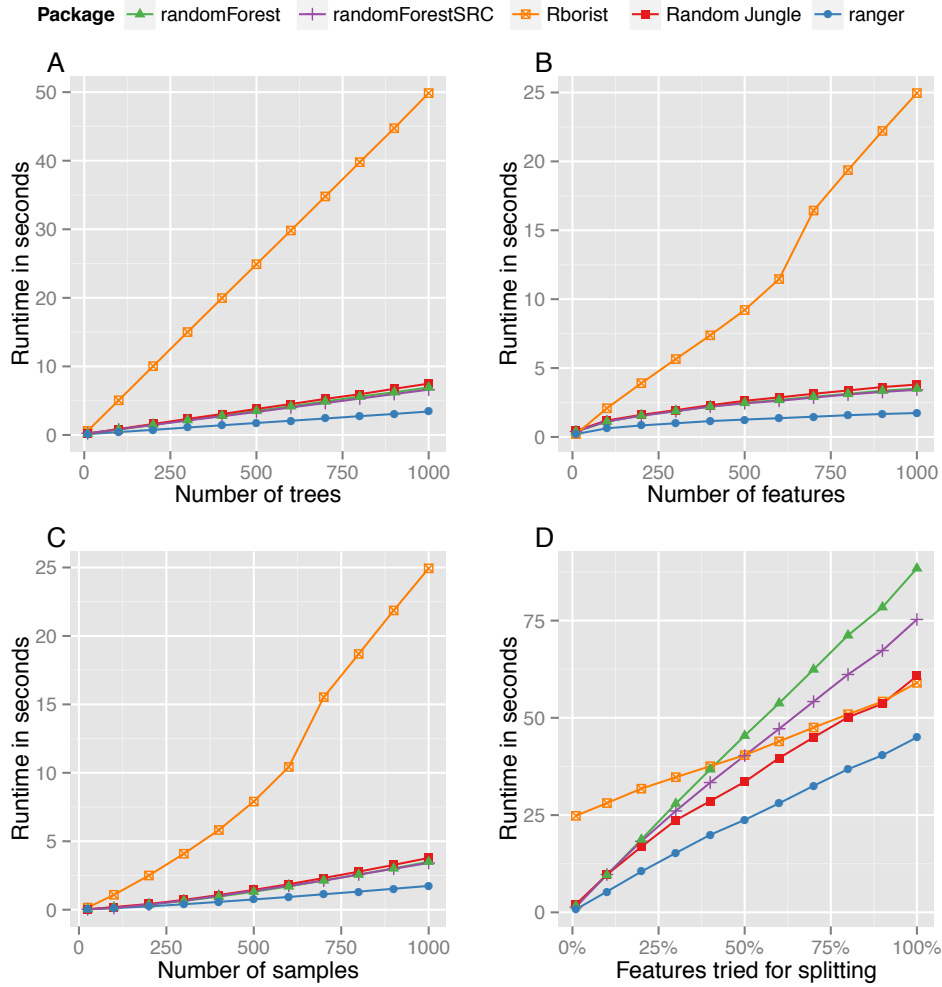 Package randomForest randomForestSRC Rborist Random Jungle ranger
A
50
40
30
20
10
0
0 250 500 750 1000
Number of trees
Runtime in seconds
B
25
20
15
10
5
0
0 250 500 750 1000
Number of features
Runtime in seconds
C
25
20
15
10
5
0
0 250 500 750 1000
Number of samples
Runtime in seconds
D
75
50
25
0
0% 25% 50% 75% 100%
Features tried for splitting
Runtime in seconds